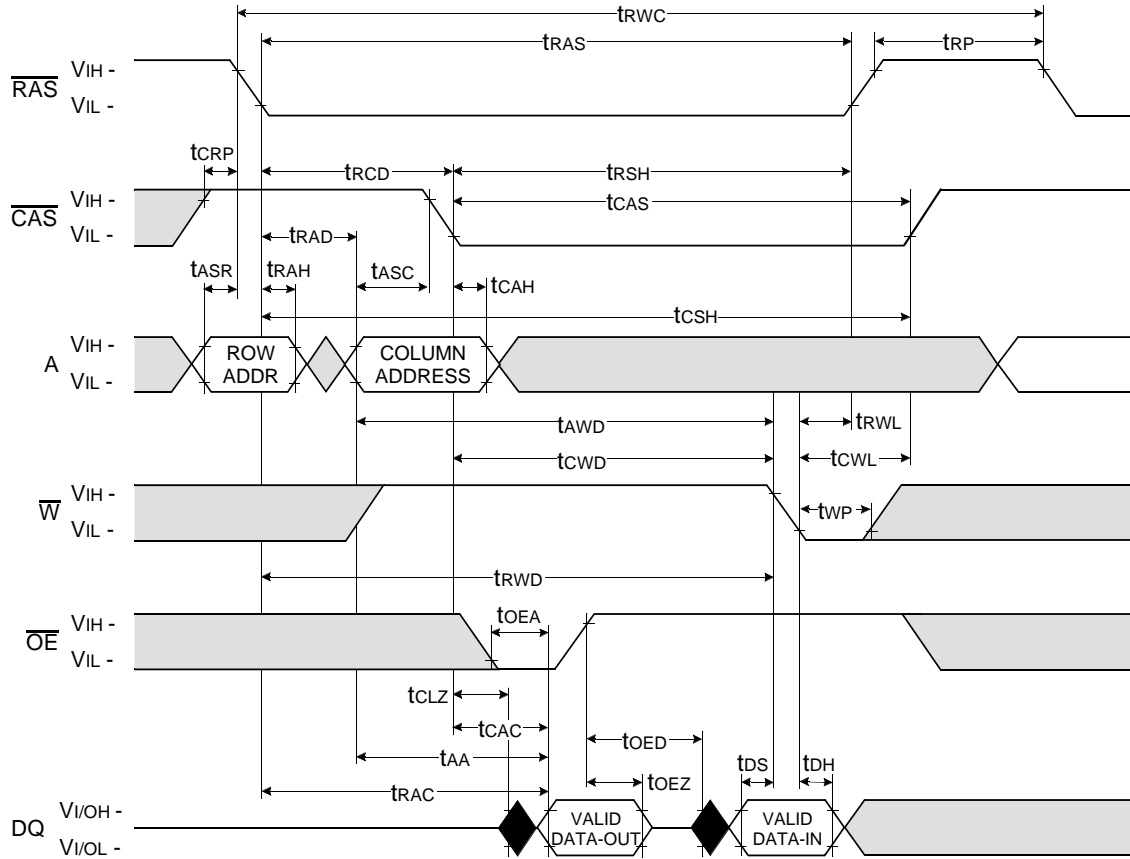 tRWC
tRAS
tRP
RAS
VIH -
VIL -
tCRP
tRCD
tRSH
CAS
VIH -
VIL -
tCAS
tRAD
tASR
tRAH
tASC
tCAH
tCSH
A
VIH -
VIL -
ROW
ADDR
COLUMN
ADDRESS
tAWD
tRWL
tCWD
tCWL
W
VIH -
VIL -
tWP
tRWD
OE
VIH -
VIL -
tOEA
tCLZ
tCAC
tOED
tAA
tOEZ
tDS
tDH
tRAC
DQ
VI/OH -
VI/OL -
VALID
DATA-OUT
VALID
DATA-IN